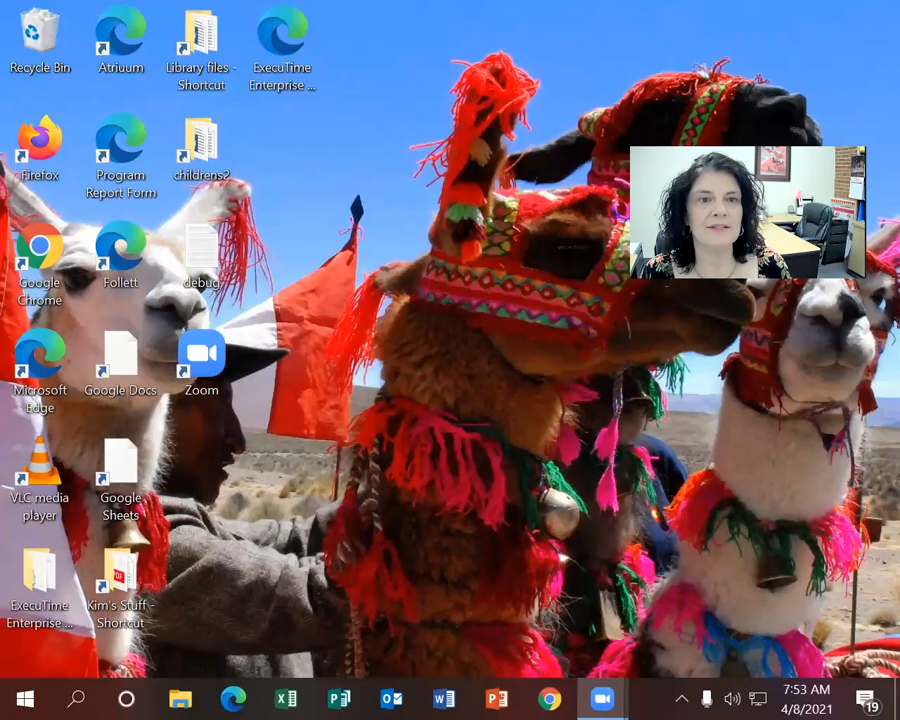 Recycle Bin
Atriuum
Library files -
Shortcut
ExecuTime
Enterprise ...
Firefox
Program
Report Form
childrens2
Google
Chrome
Follett
debug
Microsoft
Edge
Google Docs
Zoom
VLC media
player
Google
Sheets
ExecuTime
Enterprise ...
PDF
Kim's Stuff -
Shortcut
7:53 AM
4/8/2021
19